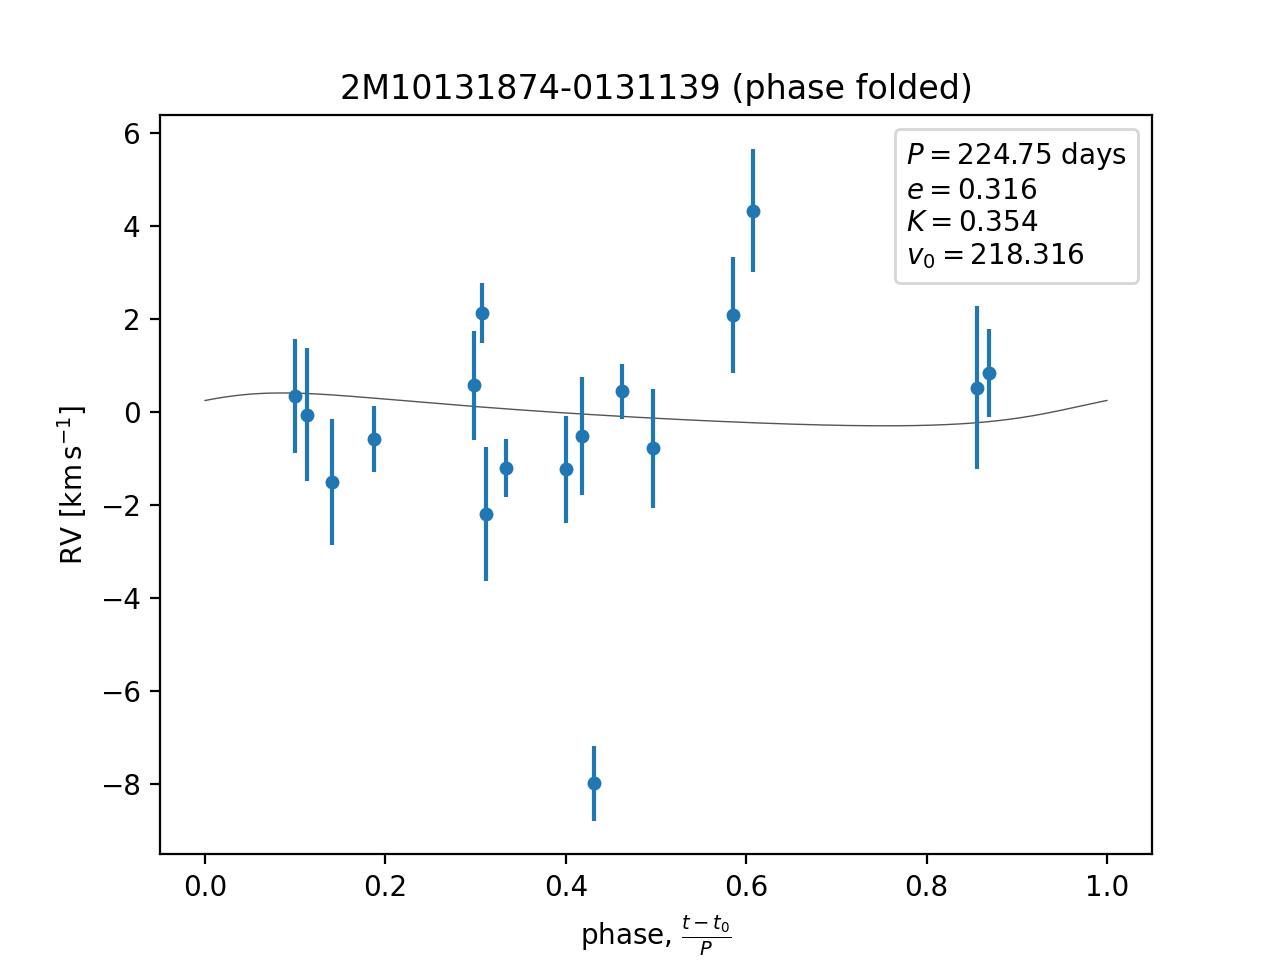 2M10131874-0131139 (phase folded)
P = 224.75 days
e = 0.316
K = 0.354
v₀ = 218.316
RV [km s⁻¹]
6
4
2
0
−2
−4
−6
−8
0.0 0.2 0.4 0.6 0.8 1.0
phase, (t − t₀)/P